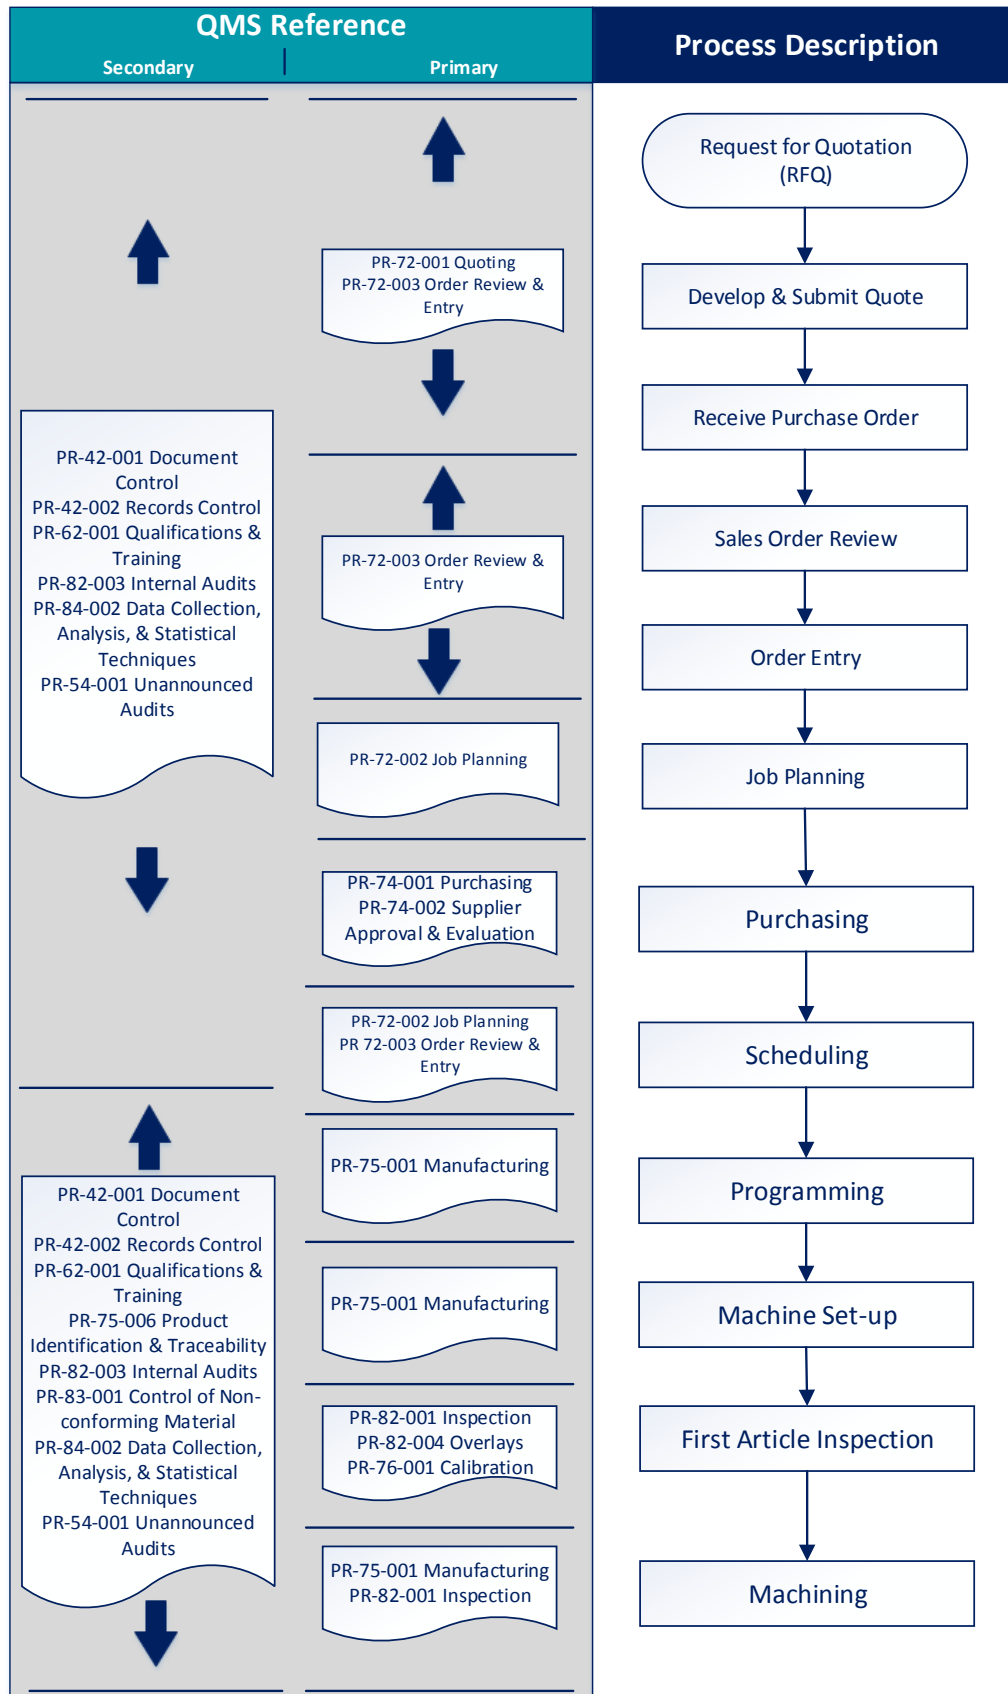 QMS Reference
Secondary
Primary
Process Description
Request for Quotation
(RFQ)
PR-72-001 Quoting
PR-72-003 Order Review &
Entry
Develop & Submit Quote
Receive Purchase Order
PR-42-001 Document
Control
PR-42-002 Records Control
PR-62-001 Qualifications &
Training
PR-82-003 Internal Audits
PR-84-002 Data Collection,
Analysis, & Statistical
Techniques
PR-54-001 Unannounced
Audits
PR-72-003 Order Review &
Entry
Sales Order Review
Order Entry
PR-72-002 Job Planning
Job Planning
PR-74-001 Purchasing
PR-74-002 Supplier
Approval & Evaluation
Purchasing
PR-72-002 Job Planning
PR 72-003 Order Review &
Entry
Scheduling
PR-42-001 Document
Control
PR-42-002 Records Control
PR-62-001 Qualifications &
Training
PR-75-006 Product
Identification & Traceability
PR-82-003 Internal Audits
PR-83-001 Control of Non-
conforming Material
PR-84-002 Data Collection,
Analysis, & Statistical
Techniques
PR-54-001 Unannounced
Audits
PR-75-001 Manufacturing
Programming
PR-75-001 Manufacturing
Machine Set-up
PR-82-001 Inspection
PR-82-004 Overlays
PR-76-001 Calibration
First Article Inspection
PR-75-001 Manufacturing
PR-82-001 Inspection
Machining